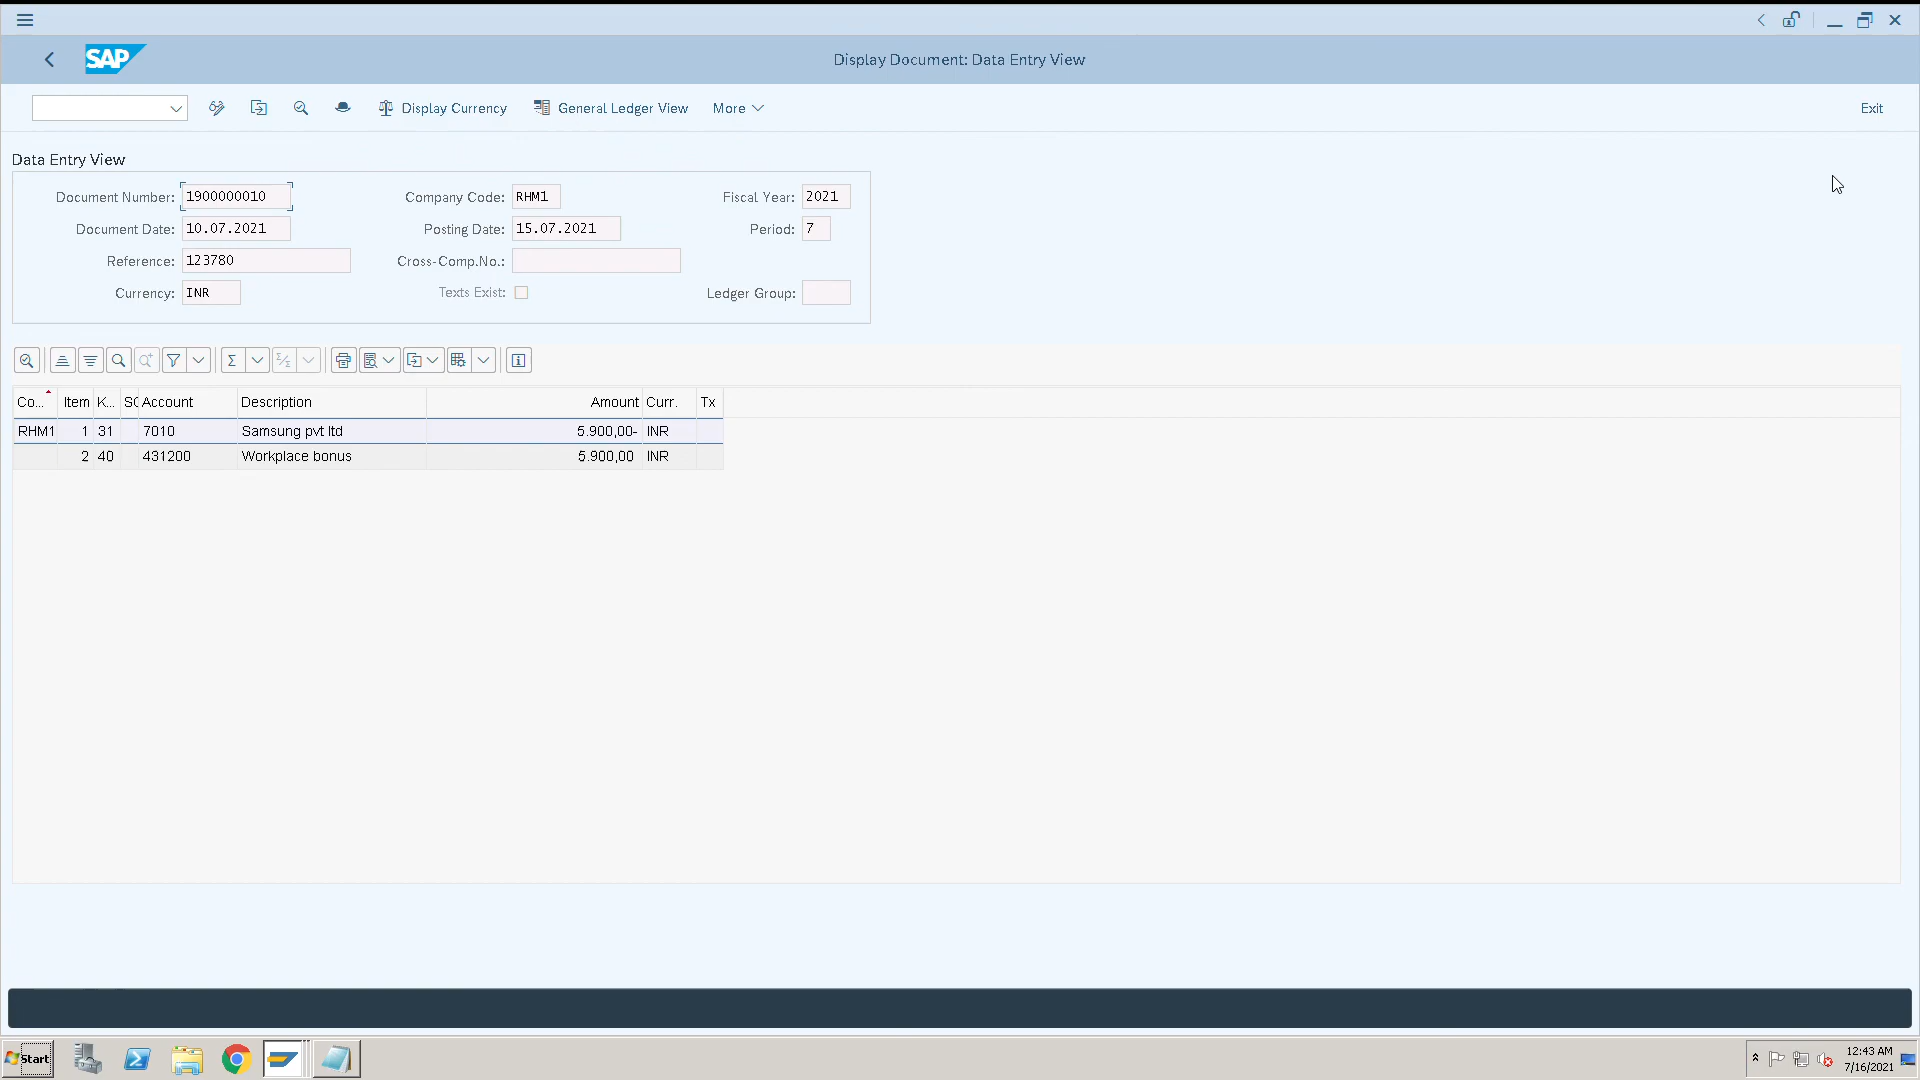 SAP
Display Document: Data Entry View
Display Currency
General Ledger View
More
Exit
Data Entry View
Document Number: 1900000010 Company Code: RHM1 Fiscal Year: 2021
Document Date: 10.07.2021 Posting Date: 15.07.2021 Period: 7
Reference: 123780 Cross-Comp.No.:
Currency: INR Texts Exist: Ledger Group:
Co... Item K... SG Account Description Amount Curr. Tx
RHM1 1 31 7010 Samsung pvt ltd 5.900,00- INR
2 40 431200 Workplace bonus 5.900,00 INR
Start
12:43 AM
7/16/2021